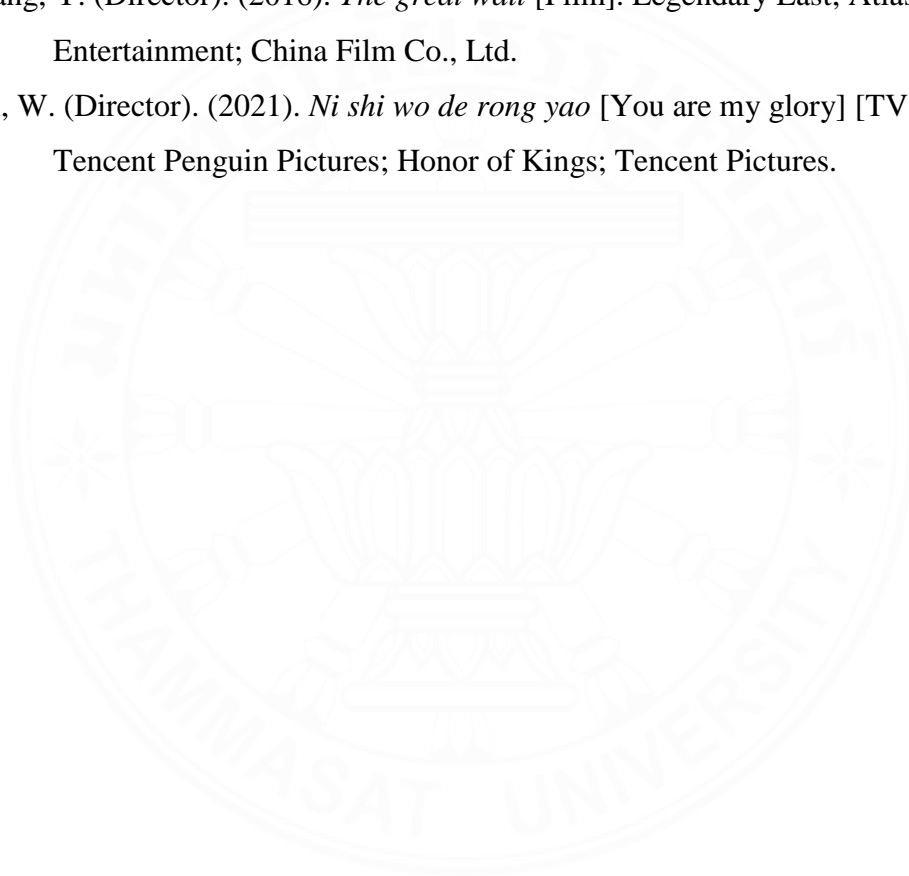 (Director). (2016). The great wall [Film]. Legendary East; Atlas
Entertainment; China Film Co., Ltd.
, W. (Director). (2021). Ni shi wo de rong yao [You are my glory] [TV
Tencent Penguin Pictures; Honor of Kings; Tencent Pictures.
THAMMASAT UNIVERSITY